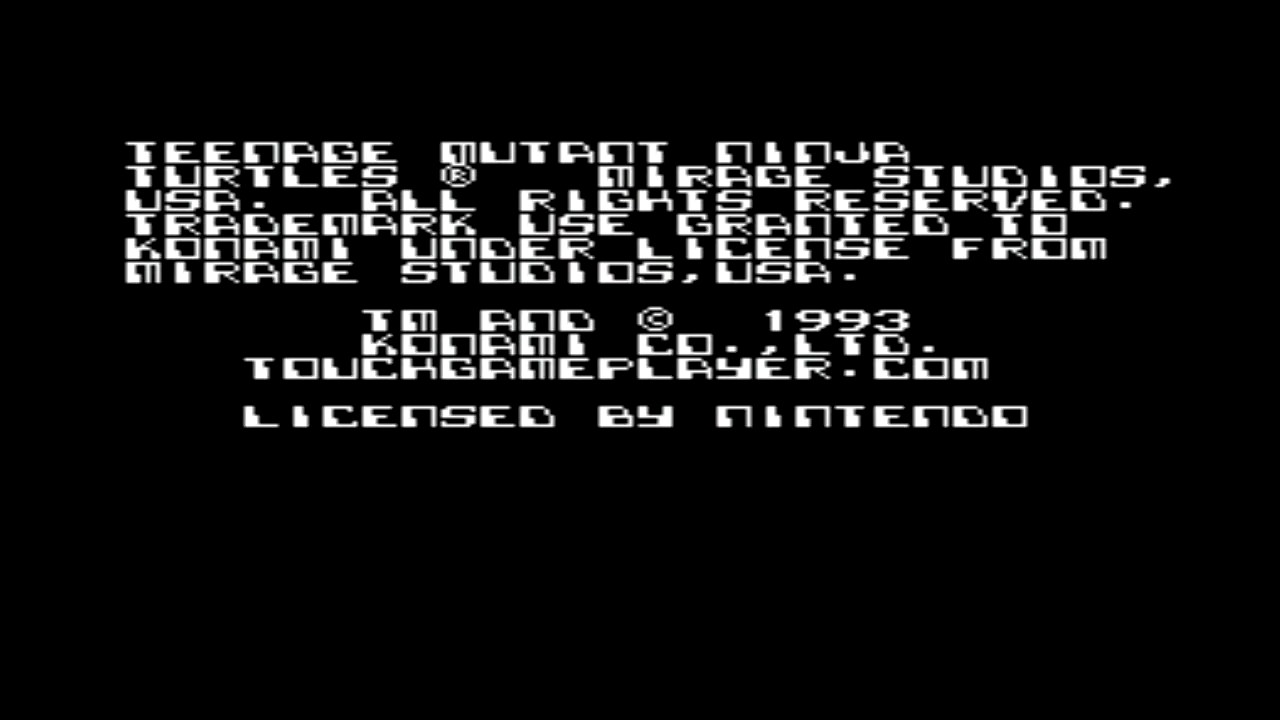 TEENAGE MUTANT NINJA
TURTLES ® MIRAGE STUDIOS,
USA. ALL RIGHTS RESERVED.
TRADEMARK USE GRANTED TO
KONAMI UNDER LICENSE FROM
MIRAGE STUDIOS,USA.
TM AND © 1993
KONAMI CO.,LTD.
TOUCHGAMEPLAYER.COM
LICENSED BY NINTENDO